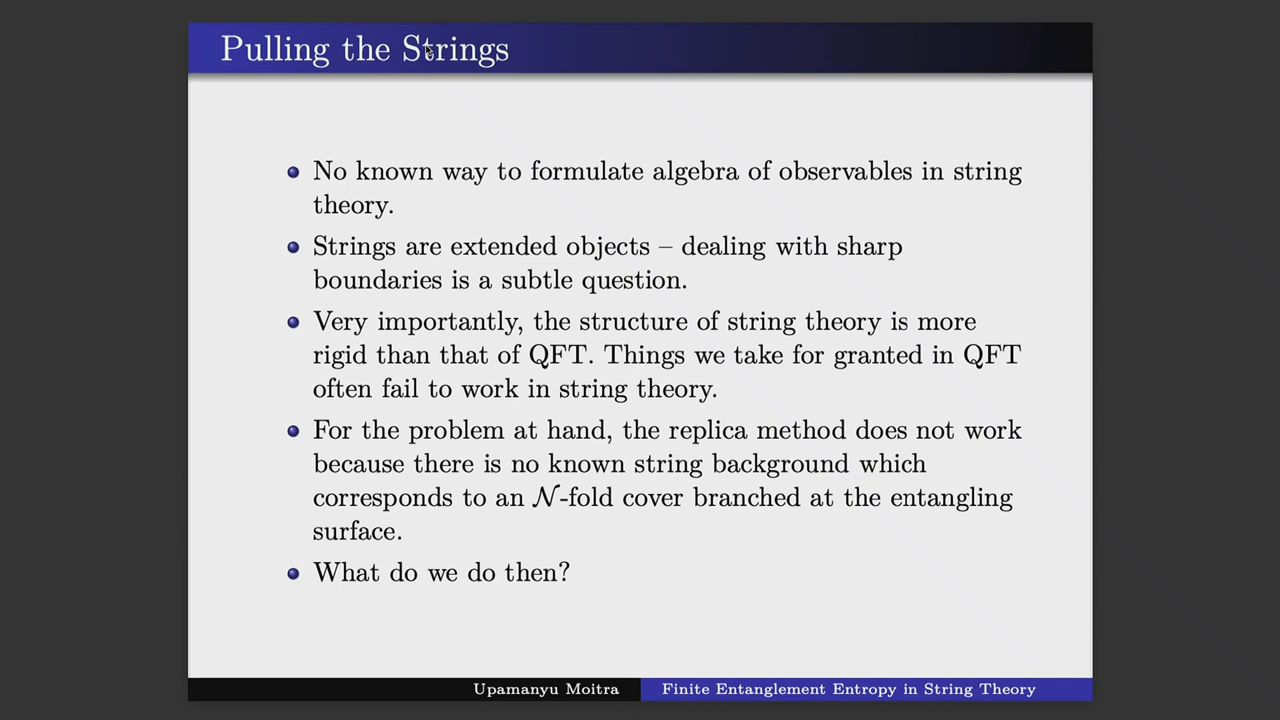 Pulling the Strings
No known way to formulate algebra of observables in string
theory.
Strings are extended objects – dealing with sharp
boundaries is a subtle question.
Very importantly, the structure of string theory is more
rigid than that of QFT. Things we take for granted in QFT
often fail to work in string theory.
For the problem at hand, the replica method does not work
because there is no known string background which
corresponds to an 𝒩-fold cover branched at the entangling
surface.
What do we do then?
Upamanyu Moitra
Finite Entanglement Entropy in String Theory